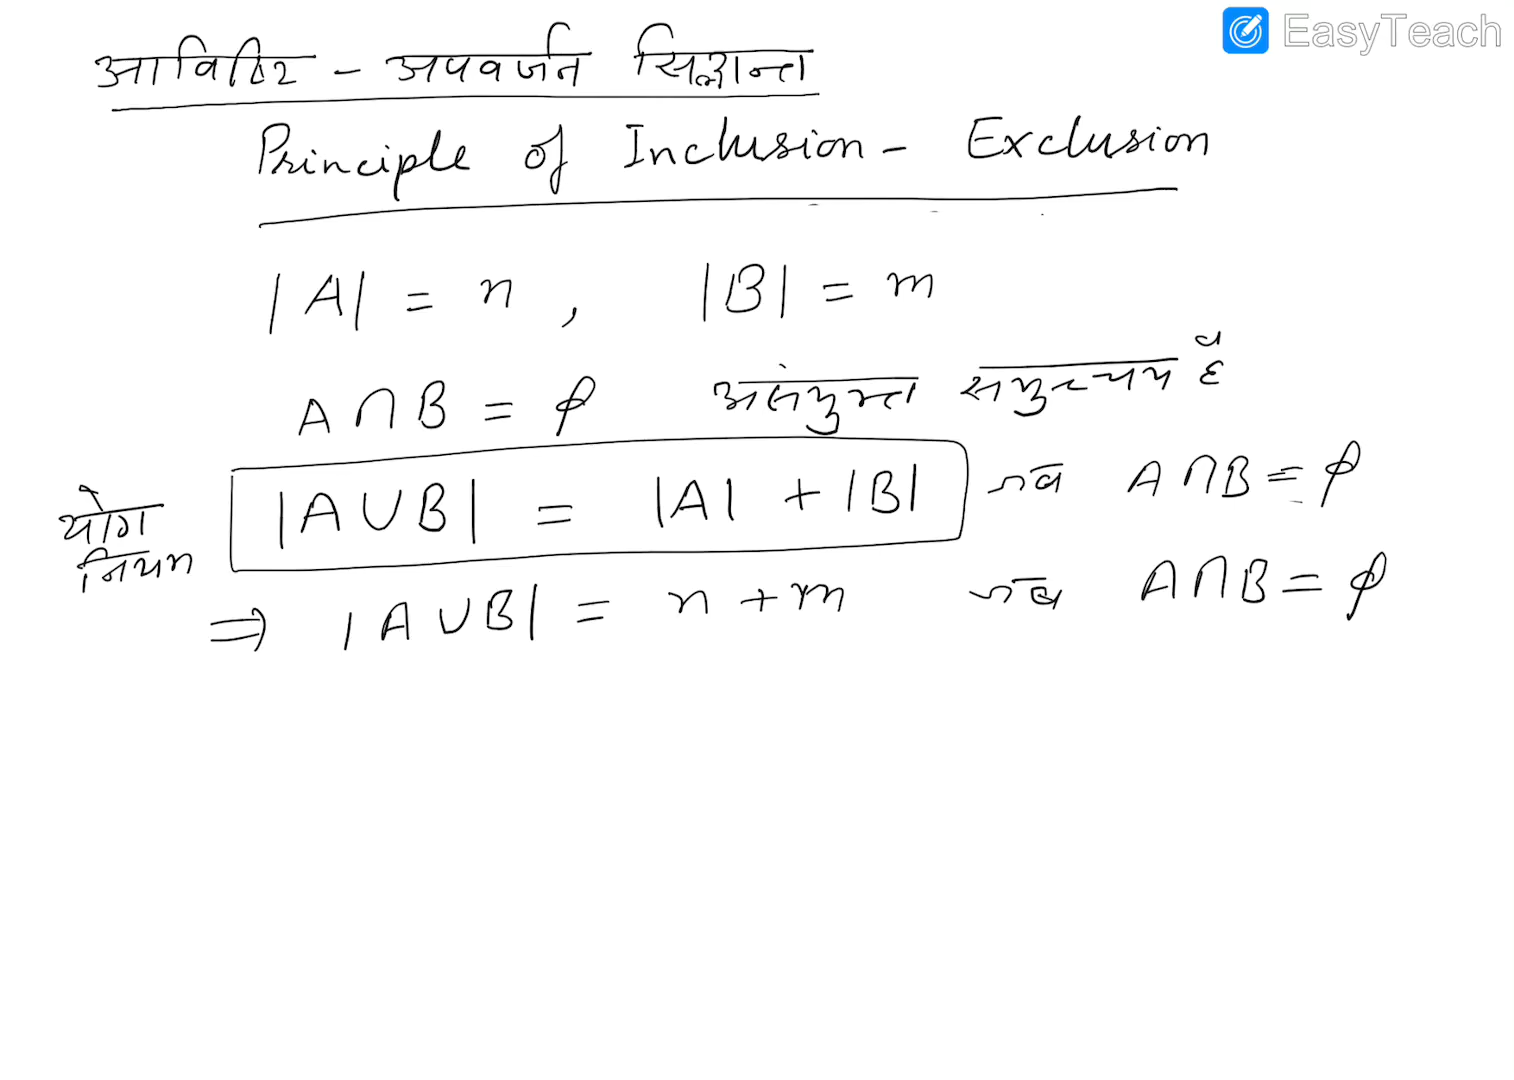 EasyTeach
आविष्टि - अपवर्जन सिद्धान्त
Principle of Inclusion - Exclusion
|A| = n , |B| = m
A ∩ B = φ असंयुक्त समुच्चय है
योग नियम |A ∪ B| = |A| + |B| जब A ∩ B = φ
⇒ |A ∪ B| = n + m जब A ∩ B = φ